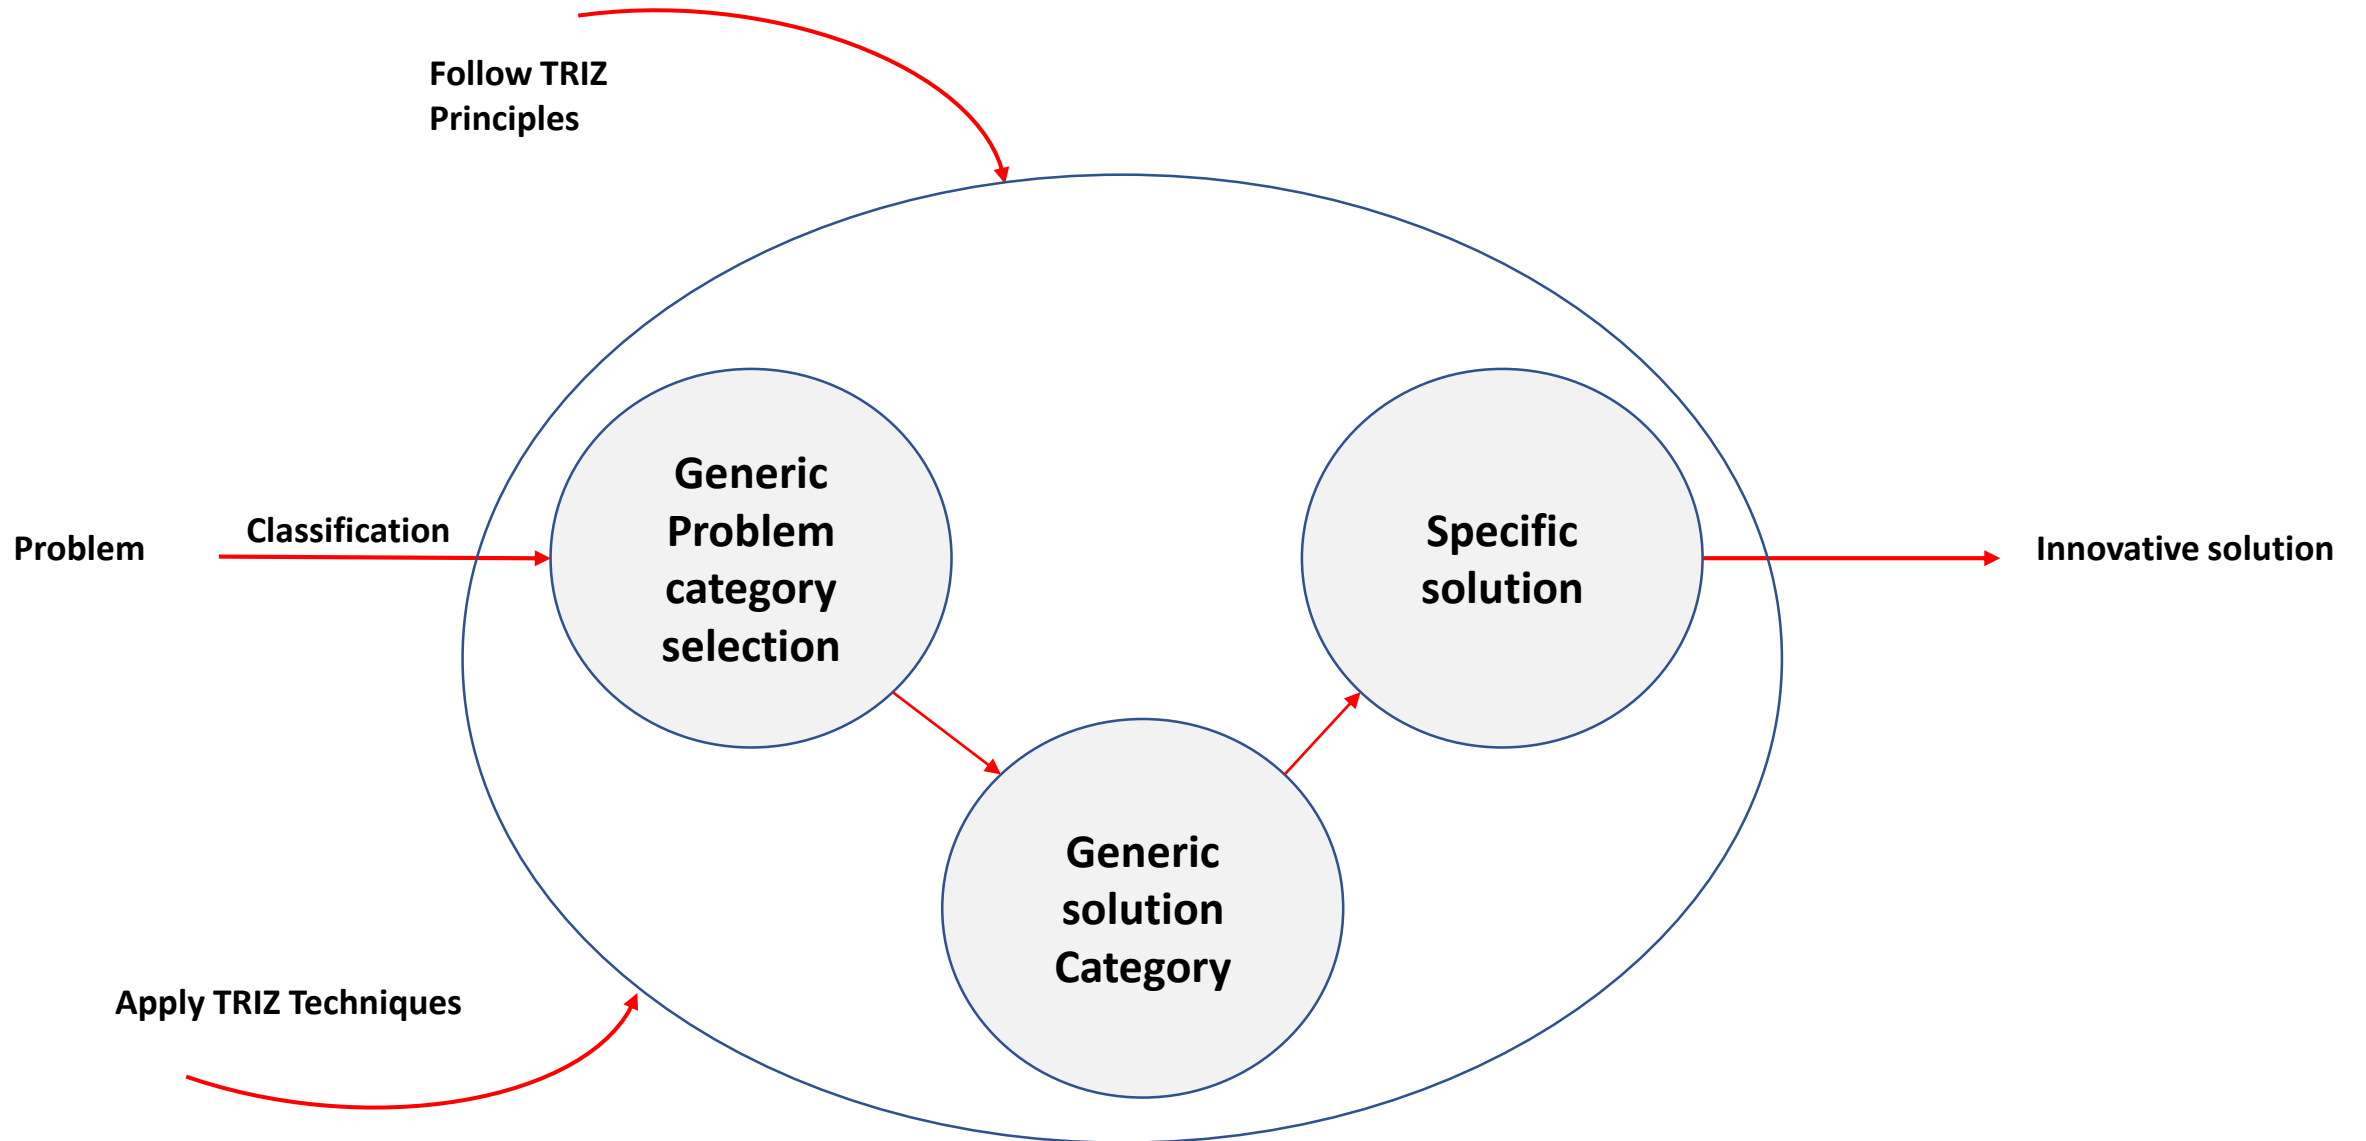 Follow TRIZ
Principles
Problem
Classification
Generic
Problem
category
selection
Specific
solution
Innovative solution
Generic
solution
Category
Apply TRIZ Techniques